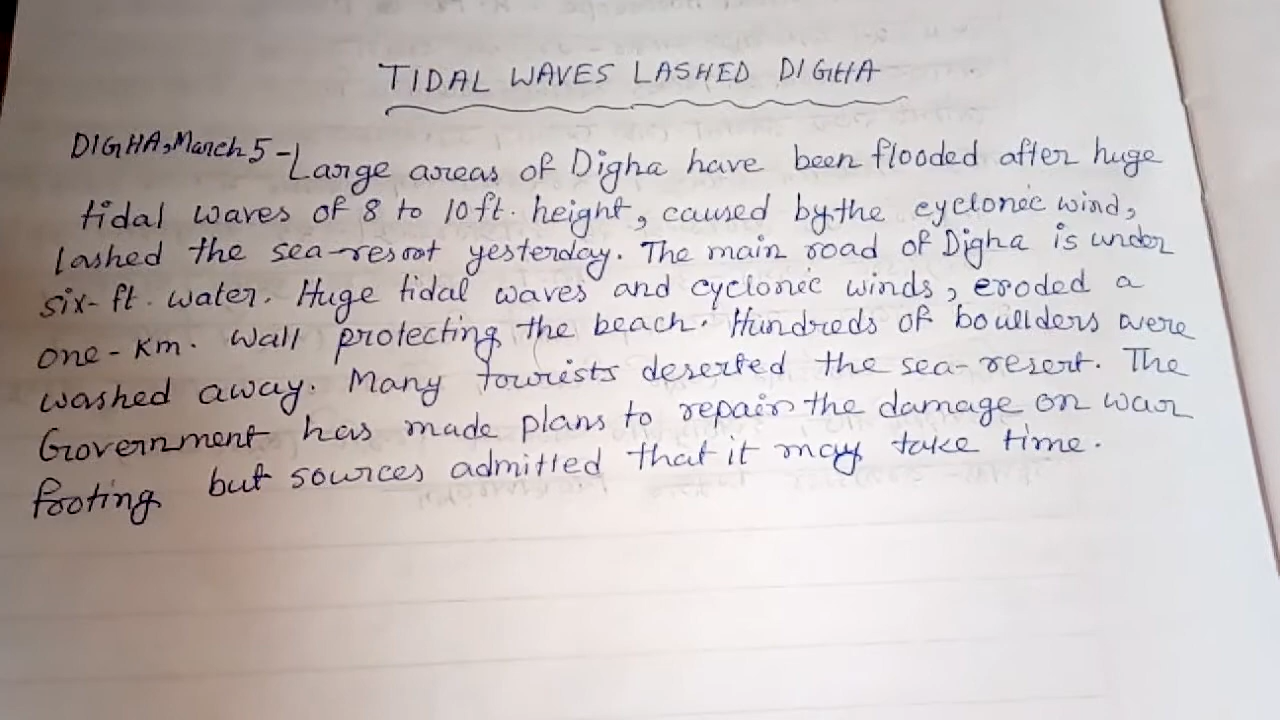 TIDAL WAVES LASHED DIGHA
DIGHA, March 5 - Large areas of Digha have been flooded after huge
tidal waves of 8 to 10 ft. height, caused by the cyclonic wind,
lashed the sea-resort yesterday. The main road of Digha is under
six-ft. water. Huge tidal waves and cyclonic winds, eroded a
one-km. wall protecting the beach. Hundreds of boullders were
washed away. Many tourists deserted the sea-resert. The
Government has made plans to repair the damage on war
footing but sources admitted that it may take time.